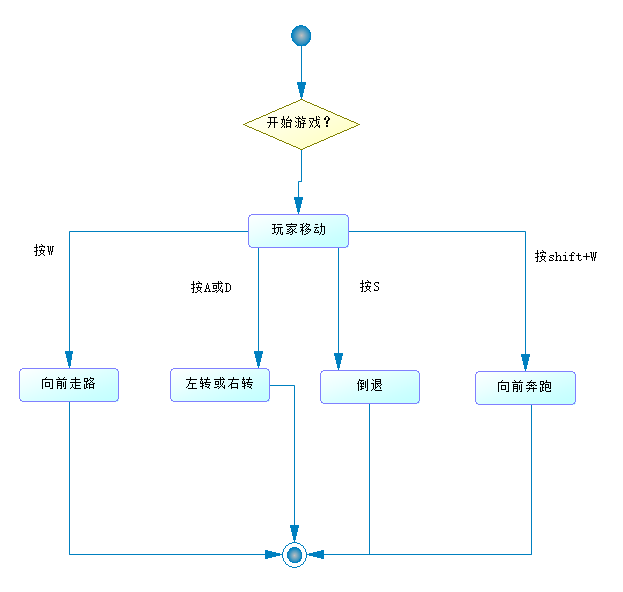 开始游戏?
玩家移动
按W
按A或D
按S
按shift+W
向前走路
左转或右转
倒退
向前奔跑